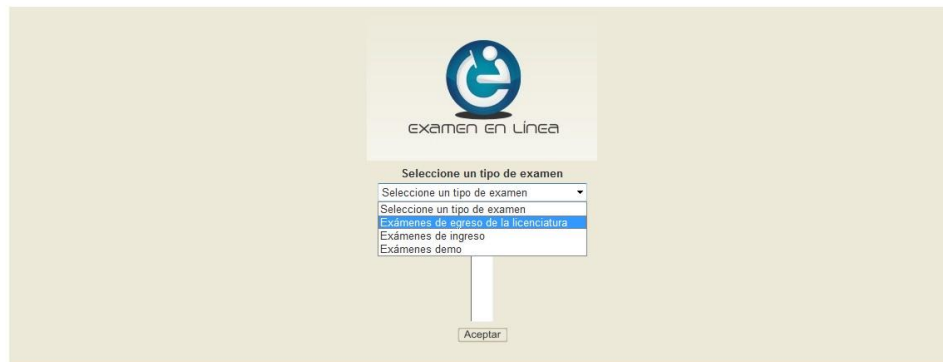 examen en Línea
Seleccione un tipo de examen
Seleccione un tipo de examen
Seleccione un tipo de examen
Exámenes de egreso de la licenciatura
Exámenes de ingreso
Exámenes demo
Aceptar